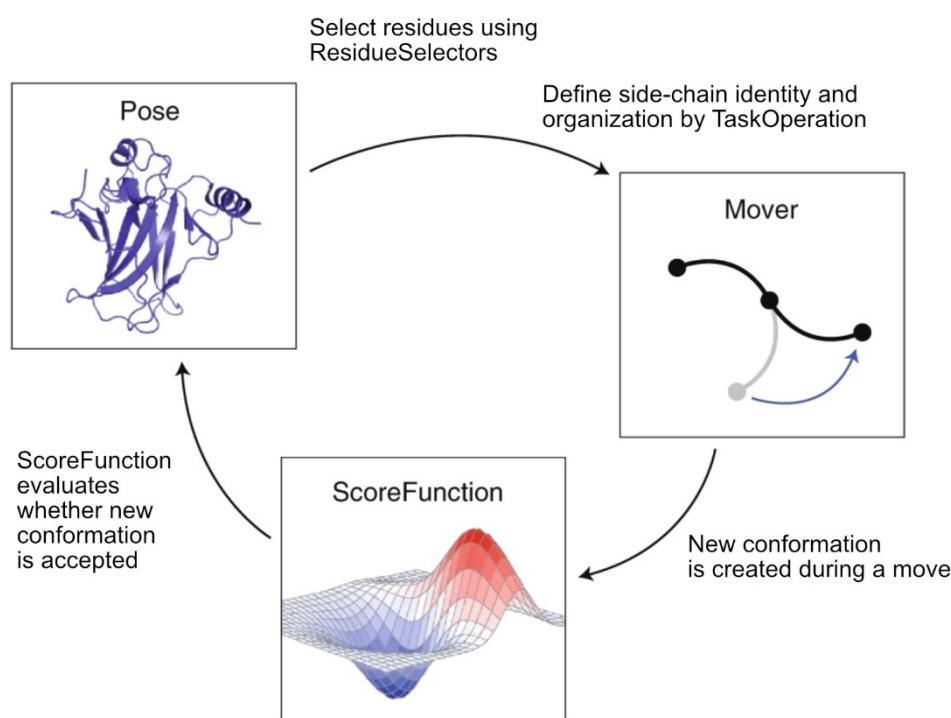 Select residues using
ResidueSelectors
Pose
Define side-chain identity and
organization by TaskOperation
Mover
ScoreFunction
evaluates
whether new
conformation
is accepted
ScoreFunction
New conformation
is created during a move